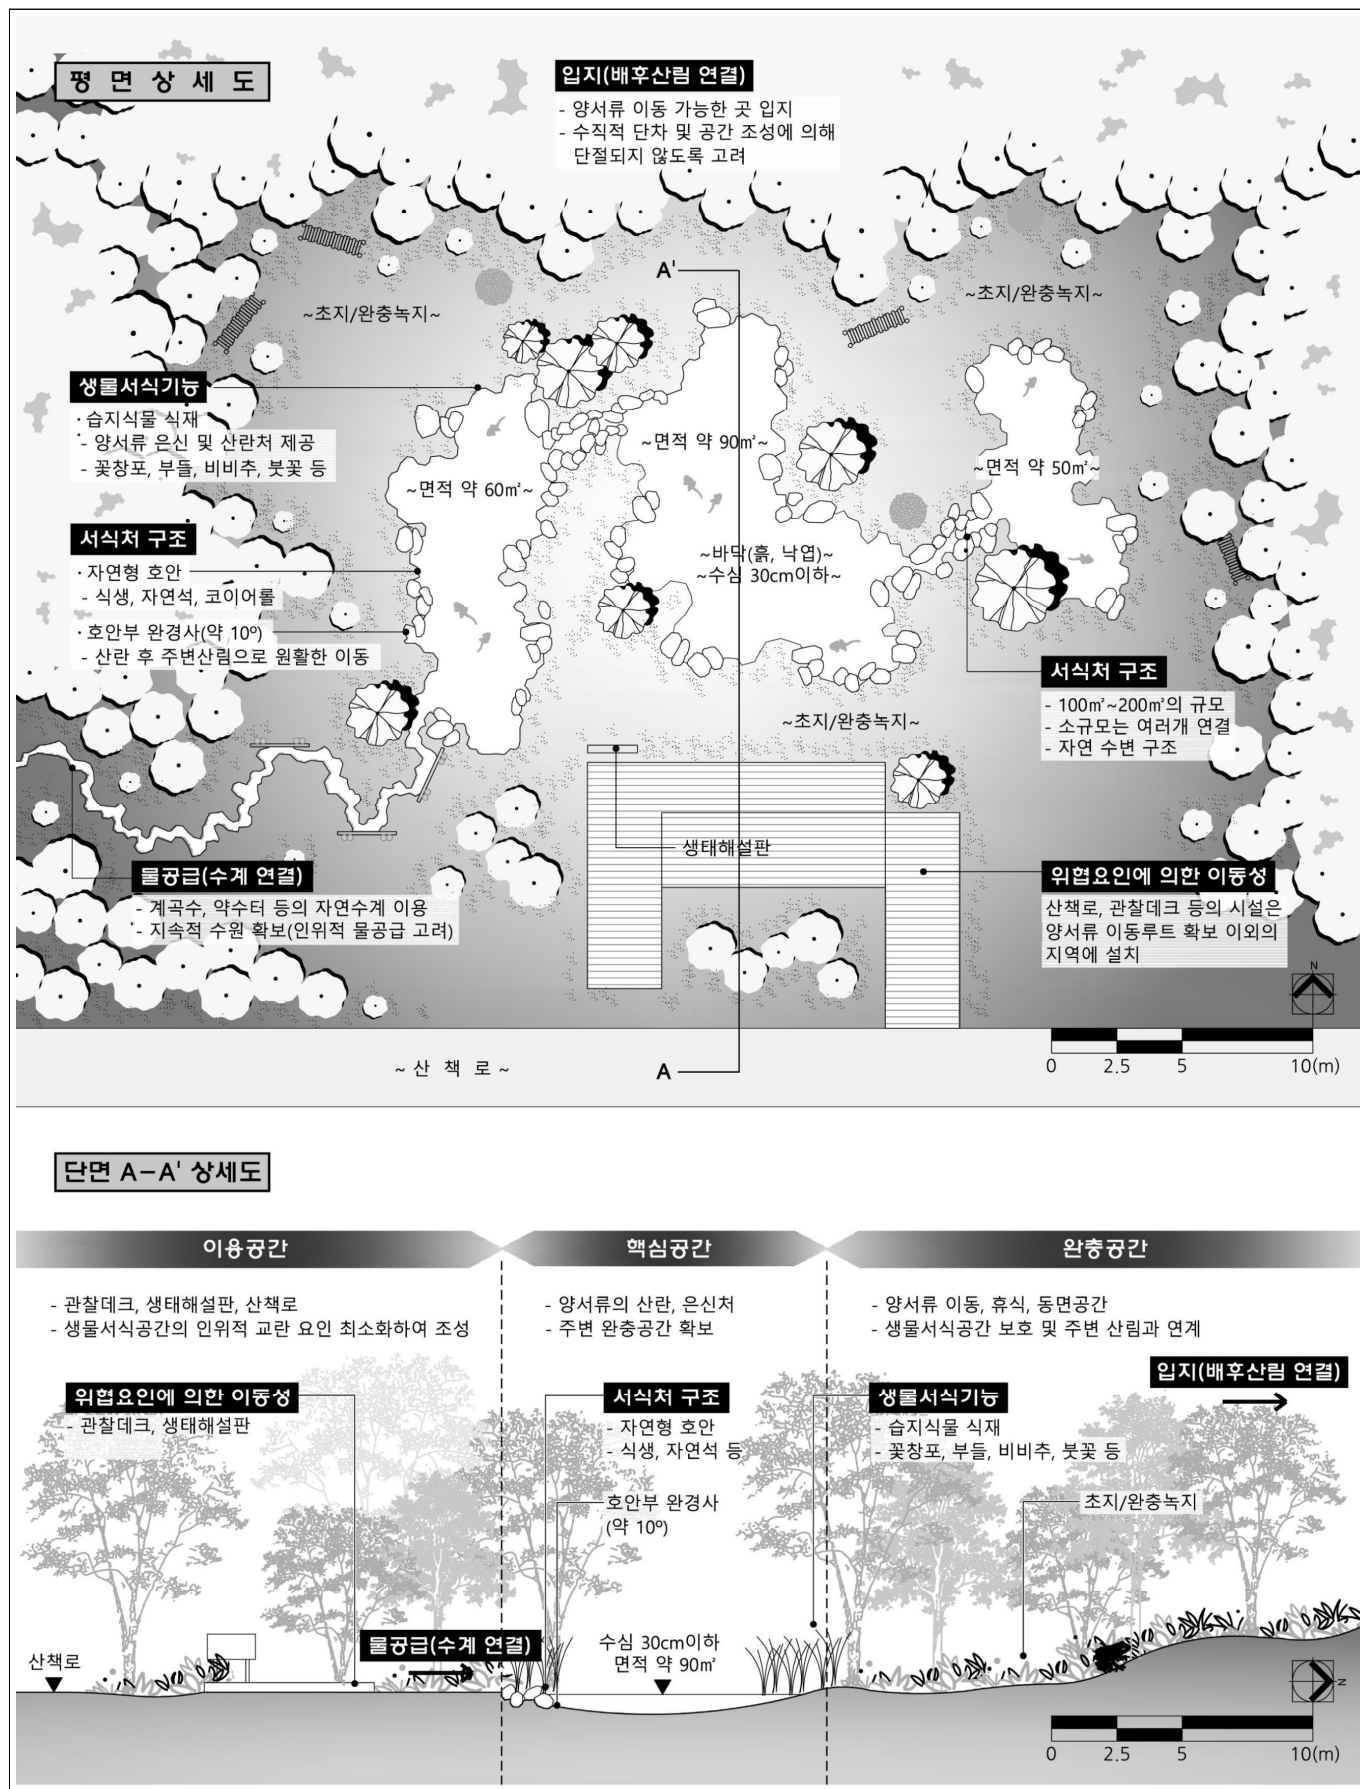 평 면 상 세 도
입지(배후산림 연결)
- 양서류 이동 가능한 곳 입지
- 수직적 단차 및 공간 조성에 의해
단절되지 않도록 고려
A'
~초지/완충녹지~
~초지/완충녹지~
생물서식기능
· 습지식물 식재
- 양서류 은신 및 산란처 제공
- 꽃창포, 부들, 비비추, 붓꽃 등
~면적 약 60㎡~
~면적 약 90㎡~
~면적 약 50㎡~
서식처 구조
· 자연형 호안
- 식생, 자연석, 코이어롤
· 호안부 완경사(약 10º)
- 산란 후 주변산림으로 원활한 이동
~바닥(흙, 낙엽)~
~수심 30cm이하~
서식처 구조
- 100㎡~200㎡의 규모
- 소규모는 여러개 연결
- 자연 수변 구조
~초지/완충녹지~
생태해설판
물공급(수계 연결)
- 계곡수, 약수터 등의 자연수계 이용
- 지속적 수원 확보(인위적 물공급 고려)
위협요인에 의한 이동성
산책로, 관찰데크 등의 시설은
양서류 이동루트 확보 이외의
지역에 설치
N
0 2.5 5 10(m)
~ 산 책 로 ~
A
단면 A-A' 상세도
이용공간
핵심공간
완충공간
- 관찰데크, 생태해설판, 산책로
- 생물서식공간의 인위적 교란 요인 최소화하여 조성
- 양서류의 산란, 은신처
- 주변 완충공간 확보
- 양서류 이동, 휴식, 동면공간
- 생물서식공간 보호 및 주변 산림과 연계
입지(배후산림 연결)
위협요인에 의한 이동성
- 관찰데크, 생태해설판
서식처 구조
- 자연형 호안
- 식생, 자연석 등
생물서식기능
- 습지식물 식재
- 꽃창포, 부들, 비비추, 붓꽃 등
호안부 완경사
(약 10º)
초지/완충녹지
물공급(수계 연결)
수심 30cm이하
면적 약 90㎡
산책로
N
0 2.5 5 10(m)